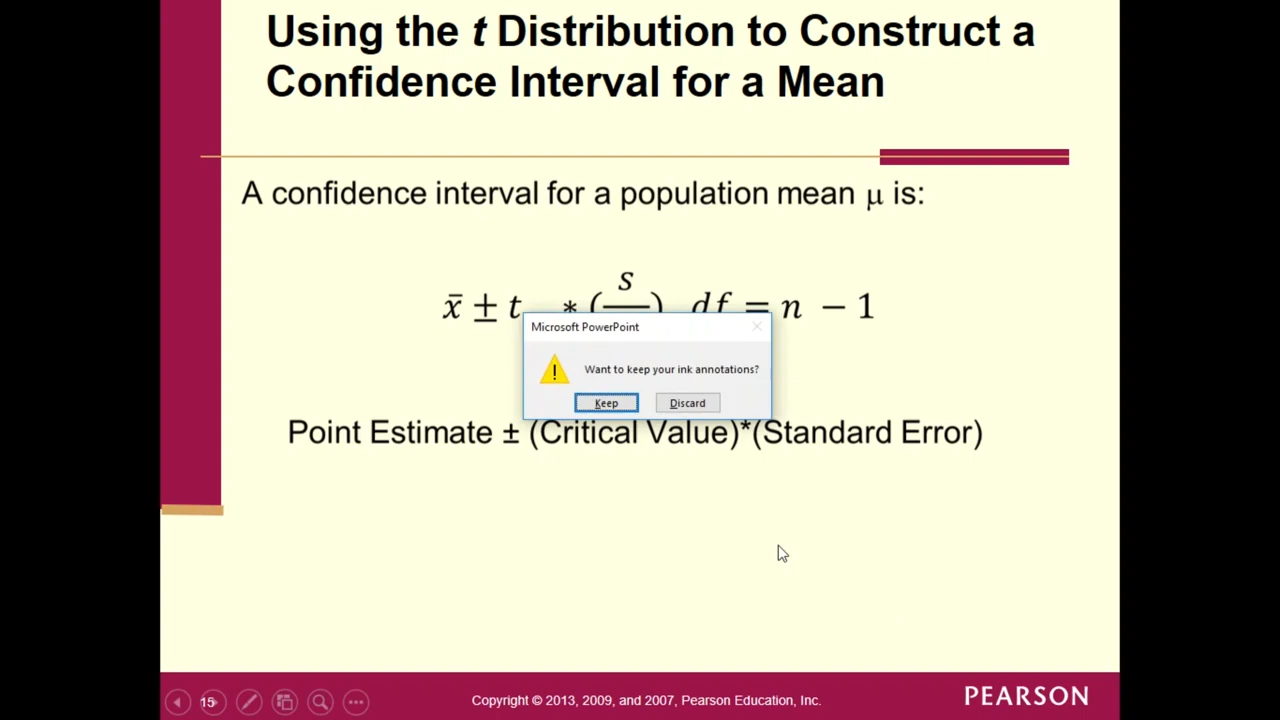 Using the t Distribution to Construct a
Confidence Interval for a Mean
A confidence interval for a population mean μ is:
x̄ ± t * (s) df = n − 1
Microsoft PowerPoint
Want to keep your ink annotations?
Keep
Discard
Point Estimate ± (Critical Value)*(Standard Error)
15
Copyright © 2013, 2009, and 2007, Pearson Education, Inc.
PEARSON